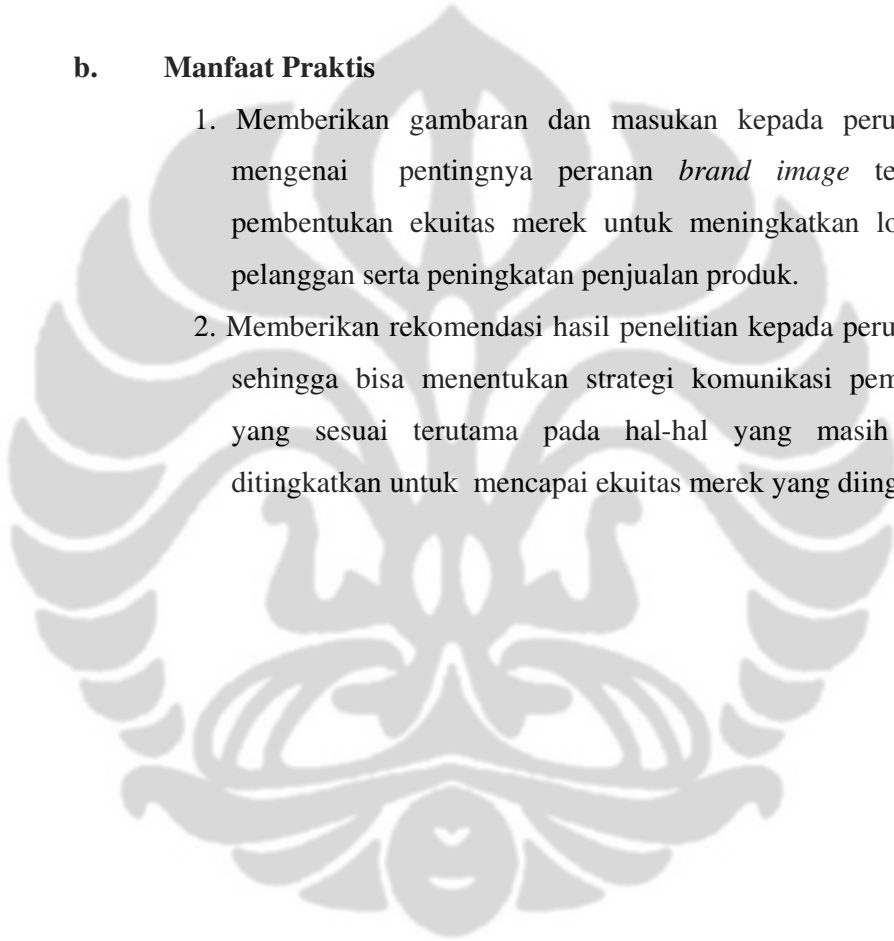 b. Manfaat Praktis
1. Memberikan gambaran dan masukan kepada peru
mengenai pentingnya peranan brand image te
pembentukan ekuitas merek untuk meningkatkan lo
pelanggan serta peningkatan penjualan produk.
2. Memberikan rekomendasi hasil penelitian kepada peru
sehingga bisa menentukan strategi komunikasi pem
yang sesuai terutama pada hal-hal yang masih
ditingkatkan untuk mencapai ekuitas merek yang diing